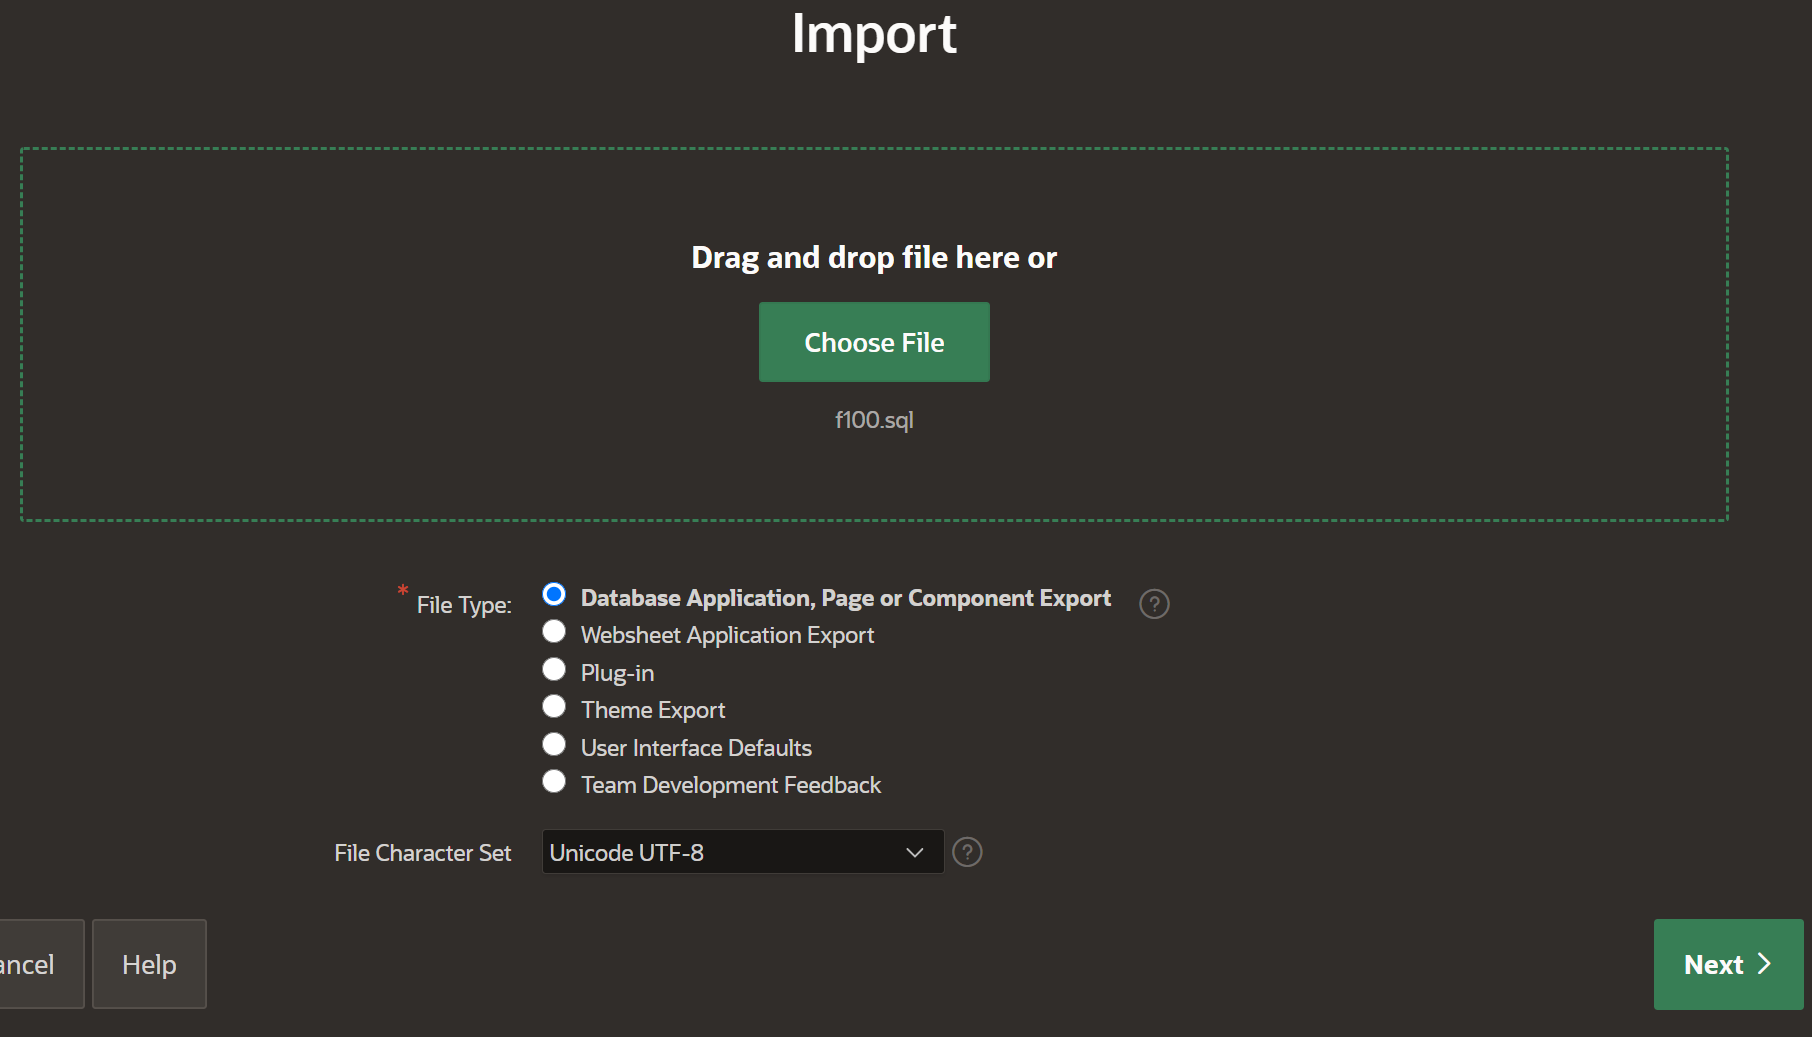 Import
Drag and drop file here or
Choose File
f100.sql
* File Type:
Database Application, Page or Component Export ?
Websheet Application Export
Plug-in
Theme Export
User Interface Defaults
Team Development Feedback
File Character Set Unicode UTF-8 ?
ancel Help Next